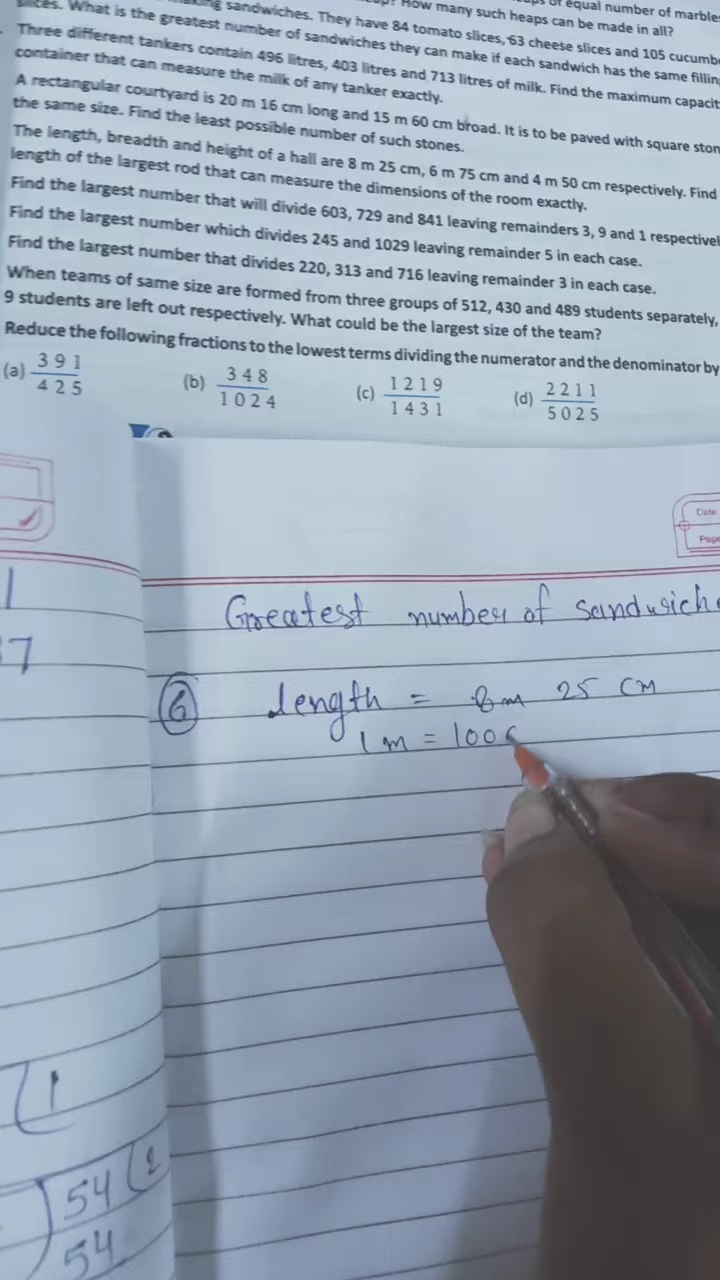 slices. What is the greatest number of sandwiches they can make if each sandwich has the same filling
sandwiches. They have 84 tomato slices, 63 cheese slices and 105 cucumb
How many such heaps can be made in all?
of equal number of marbles
Three different tankers contain 496 litres, 403 litres and 713 litres of milk. Find the maximum capacit
container that can measure the milk of any tanker exactly.
A rectangular courtyard is 20 m 16 cm long and 15 m 60 cm broad. It is to be paved with square ston
the same size. Find the least possible number of such stones.
The length, breadth and height of a hall are 8 m 25 cm, 6 m 75 cm and 4 m 50 cm respectively. Find
length of the largest rod that can measure the dimensions of the room exactly.
Find the largest number that will divide 603, 729 and 841 leaving remainders 3, 9 and 1 respectivel
Find the largest number which divides 245 and 1029 leaving remainder 5 in each case.
Find the largest number that divides 220, 313 and 716 leaving remainder 3 in each case.
When teams of same size are formed from three groups of 512, 430 and 489 students separately,
9 students are left out respectively. What could be the largest size of the team?
Reduce the following fractions to the lowest terms dividing the numerator and the denominator by
(a) 391/425 (b) 348/1024 (c) 1219/1431 (d) 2211/5025
Date
Page
Greatest number of sandwich
6 length = 8m 25 cm
1 m = 100c
1
7
1
54 2
54